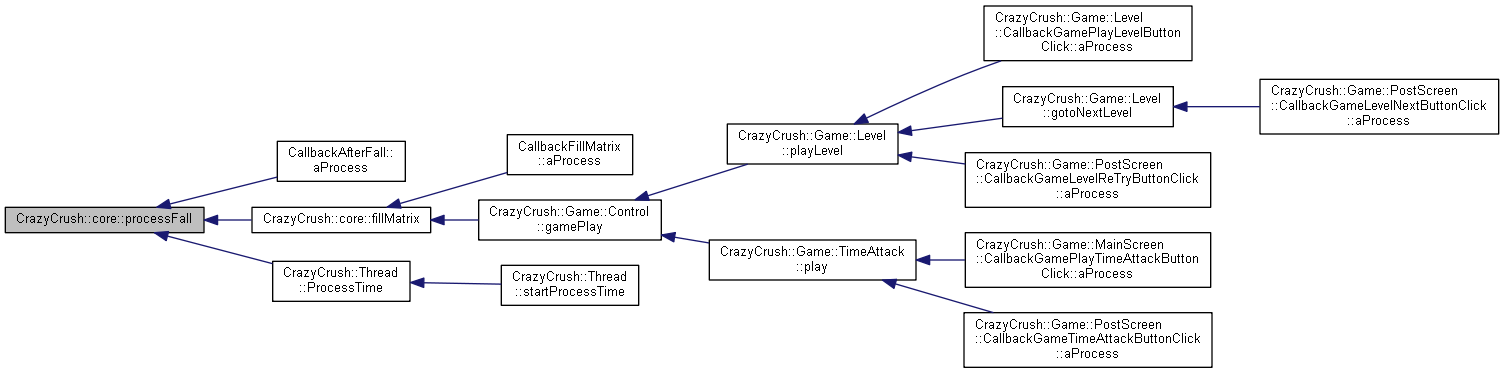 CrazyCrush::core::processFall
CallbackAfterFall::
aProcess
CrazyCrush::core::fillMatrix
CrazyCrush::Thread
::ProcessTime
CallbackFillMatrix
::aProcess
CrazyCrush::Game::Control
::gamePlay
CrazyCrush::Thread
::startProcessTime
CrazyCrush::Game::Level
::playLevel
CrazyCrush::Game::TimeAttack
::play
CrazyCrush::Game::Level
::CallbackGamePlayLevelButton
Click::aProcess
CrazyCrush::Game::Level
::gotoNextLevel
CrazyCrush::Game::PostScreen
::CallbackGameLevelReTryButtonClick
::aProcess
CrazyCrush::Game::MainScreen
::CallbackGamePlayTimeAttackButton
Click::aProcess
CrazyCrush::Game::PostScreen
::CallbackGameTimeAttackButtonClick
::aProcess
CrazyCrush::Game::PostScreen
::CallbackGameLevelNextButtonClick
::aProcess